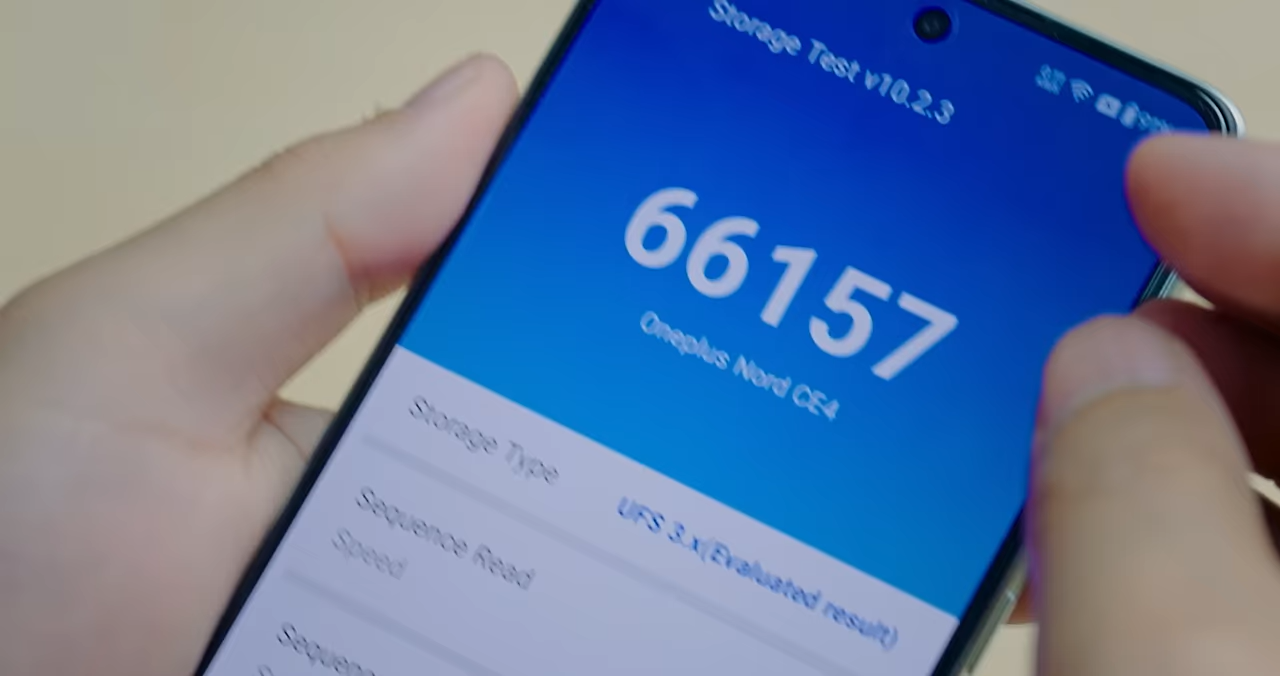 Storage Test v10.2.3
66157
Oneplus Nord CE4
Storage Type
UFS 3.x(Evaluated result)
Sequence Read
Speed